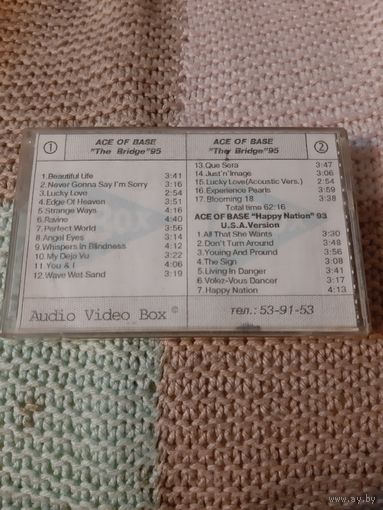 ① ACE OF BASE
"The Bridge"95
1.Beautiful Life 3:41
2.Never Gonna Say I'm Sorry 3:16
3.Lucky Love 2:54
4.Edge Of Heaven 3:51
5.Strange Ways 4:26
6.Ravine 4:40
7.Perfect World 3:56
8.Angel Eyes 3:14
9.Whispers In Blindness 4:12
10.My Deja Vu 3:22
11.You & I 4:06
12.Wave Wet Sand 3:19
ACE OF BASE ②
"The Bridge"95
13.Que Sera 3:47
14.Just'n'Image 3:06
15.Lucky Love(Acoustic Vers.) 2:54
16.Experience Pearls 3:59
17.Blooming 18 3:38
Total time 62:16
ACE OF BASE "Happy Nation" 93
U.S.A.Version
1.All That She Wants 3:30
2.Don't Turn Around 3:48
3.Young And Pround 3:56
4.The Sign 3:08
5.Living In Danger 3:41
6.Volez-Vous Dancer 3:17
7.Happy Nation 4:13
Audio Video Box ©
тел.: 53-91-53
www.ay.by